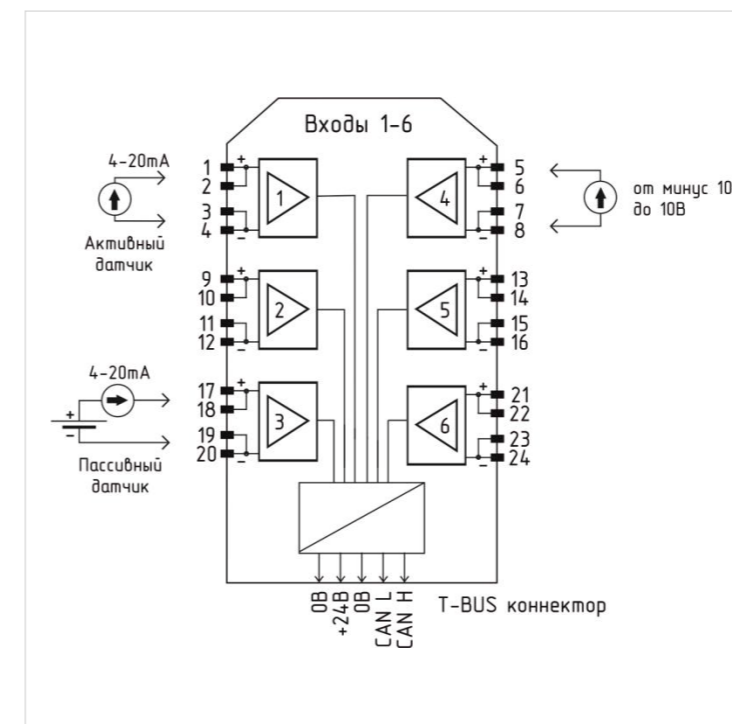 Входы 1-6
4-20mA
Активный
датчик
1
2
3
4
+
-
1
5
6
7
8
+
-
4
от минус 10
до 10В
9
10
11
12
+
-
2
13
14
15
16
+
-
5
4-20mA
+
-
Пассивный
датчик
17
18
19
20
+
-
3
21
22
23
24
+
-
6
0В
+24В
0В
CAN L
CAN H
T-BUS коннектор